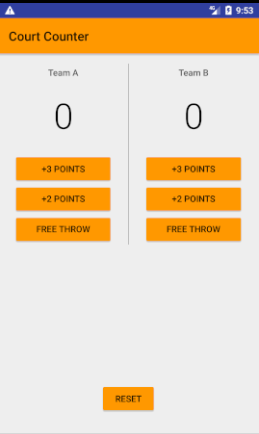 9:53
Court Counter
Team A
Team B
0
0
+3 POINTS
+3 POINTS
+2 POINTS
+2 POINTS
FREE THROW
FREE THROW
RESET